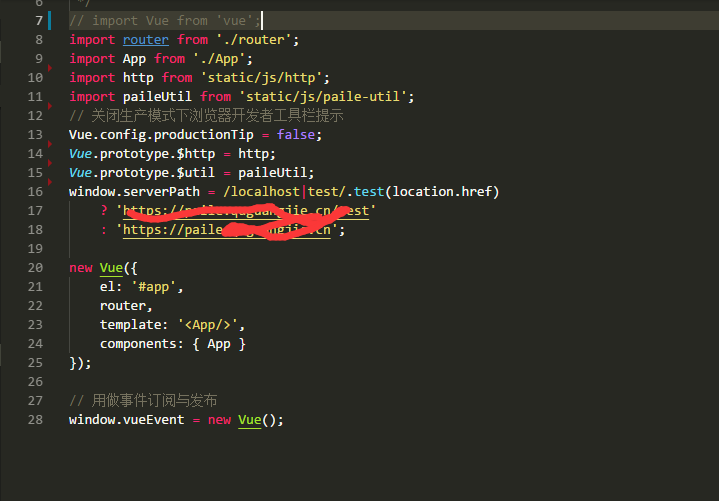 6 */
7 // import Vue from 'vue';
8 import router from './router';
9 import App from './App';
10 import http from 'static/js/http';
11 import paileUtil from 'static/js/paile-util';
12 // 关闭生产模式下浏览器开发者工具栏提示
13 Vue.config.productionTip = false;
14 Vue.prototype.$http = http;
15 Vue.prototype.$util = paileUtil;
16 window.serverPath = /localhost|test/.test(location.href)
17 ? 'https://
18 : 'https://paile
19
20 new Vue({
21 el: '#app',
22 router,
23 template: '<App/>',
24 components: { App }
25 });
26
27 // 用做事件订阅与发布
28 window.vueEvent = new Vue();